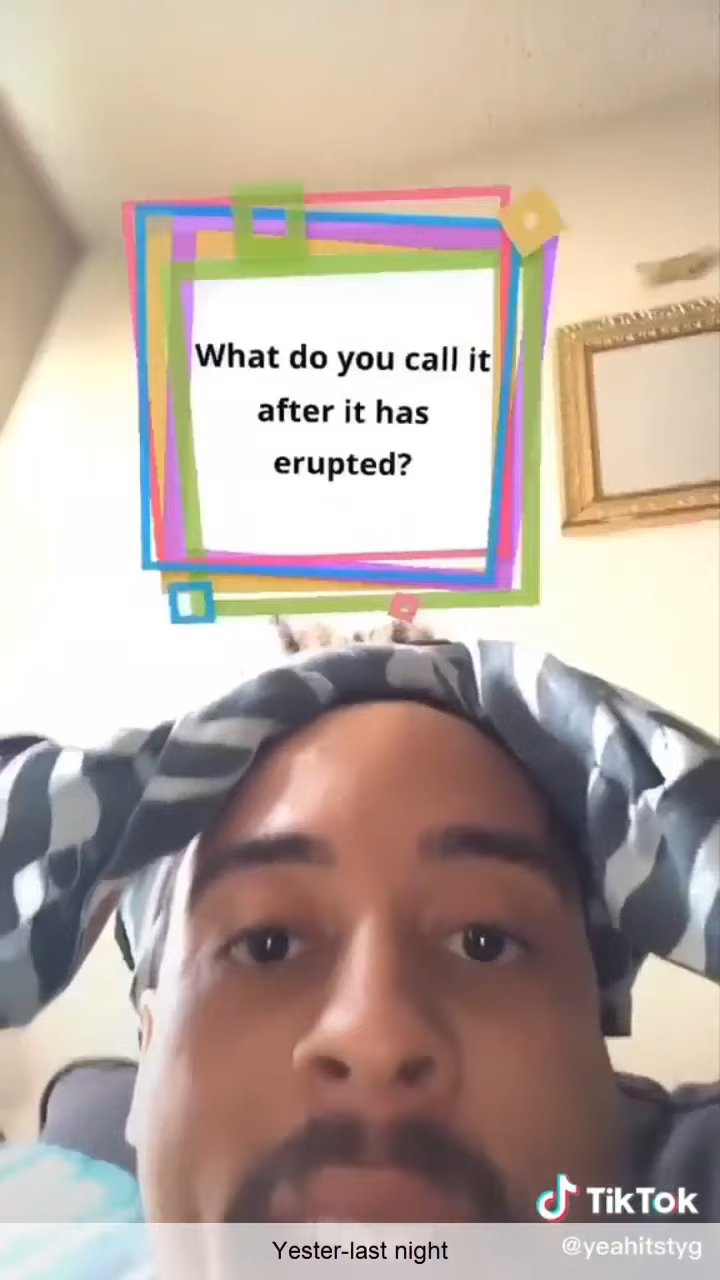 What do you call it
after it has
erupted?
TikTok
@yeahitstyg
Yester-last night